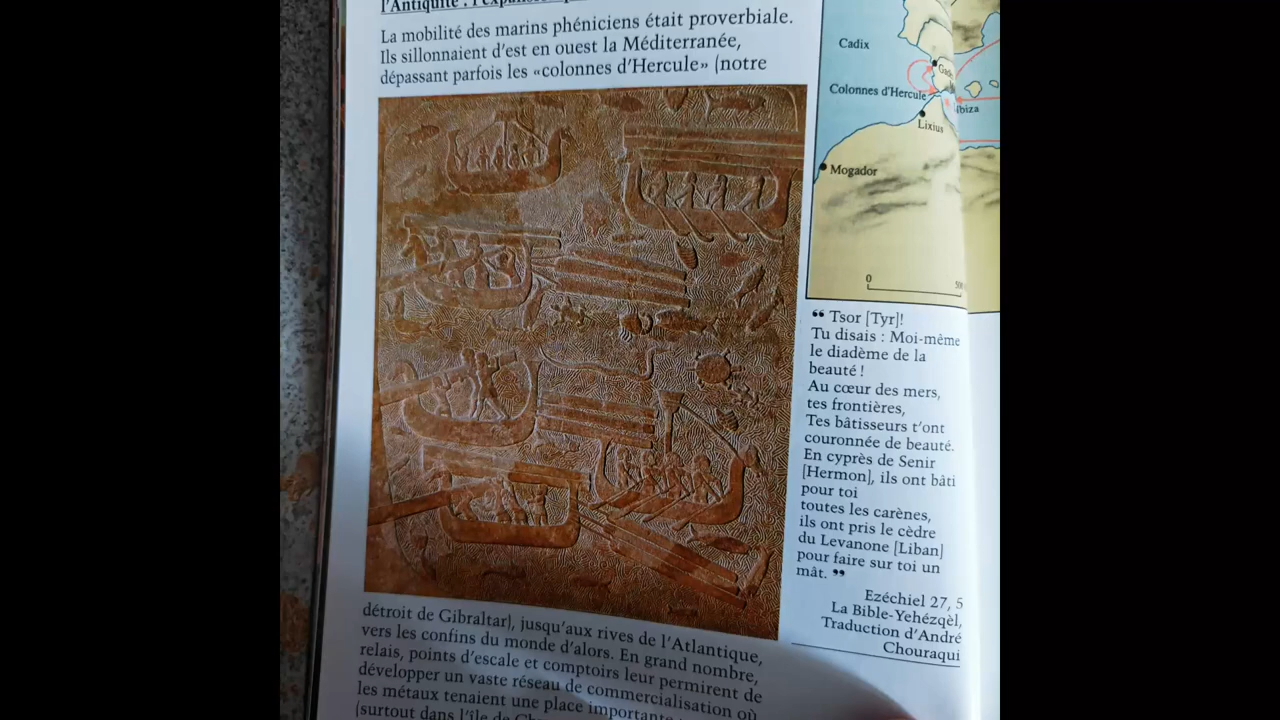 l'Antiquité : l'expansion
La mobilité des marins phéniciens était proverbiale.
Ils sillonnaient d'est en ouest la Méditerranée,
dépassant parfois les «colonnes d'Hercule» (notre
détroit de Gibraltar), jusqu'aux rives de l'Atlantique,
vers les confins du monde d'alors. En grand nombre,
relais, points d'escale et comptoirs leur permirent de
développer un vaste réseau de commercialisation où
les métaux tenaient une place importante
(surtout dans l'île de
Cadix
Colonnes d'Hercule
Ibiza
Lixius
Mogador
0
“ Tsor [Tyr]!
Tu disais : Moi-même
le diadème de la
beauté !
Au cœur des mers,
tes frontières,
Tes bâtisseurs t'ont
couronnée de beauté.
En cyprès de Senir
[Hermon], ils ont bâti
pour toi
toutes les carènes,
ils ont pris le cèdre
du Levanone [Liban]
pour faire sur toi un
mât. ”
Ezéchiel 27, 5
La Bible-Yehézqèl,
Traduction d'André
Chouraqui